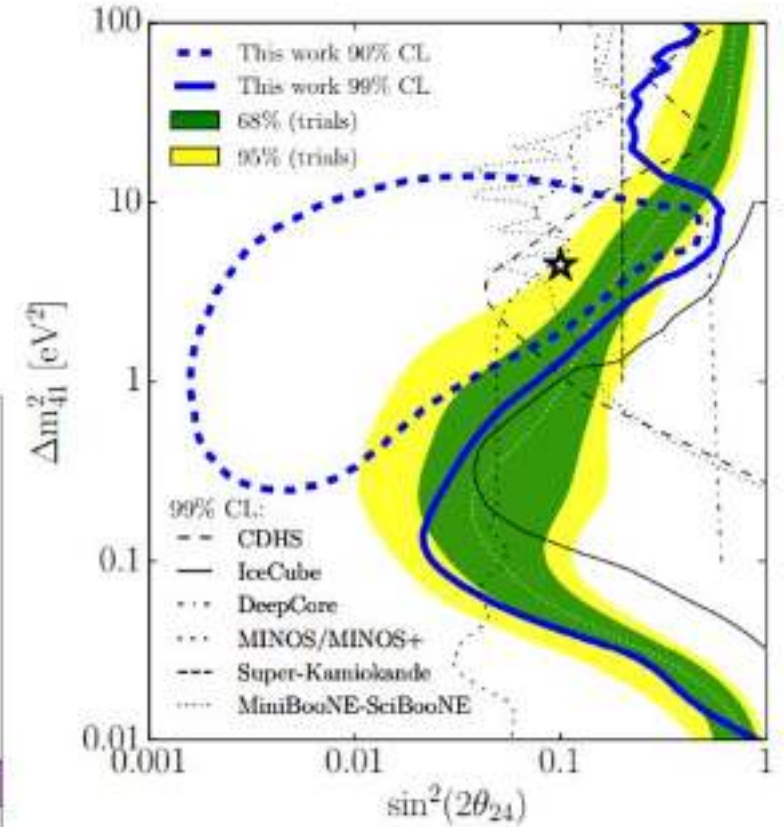 100
10
1
0.1
0.01
Δm²₄₁ [eV²]
This work 90% CL
This work 99% CL
68% (trials)
95% (trials)
99% CL:
CDHS
IceCube
DeepCore
MINOS/MINOS+
Super-Kamiokande
MiniBooNE-SciBooNE
0.001 0.01 0.1 1
sin²(2θ₂₄)